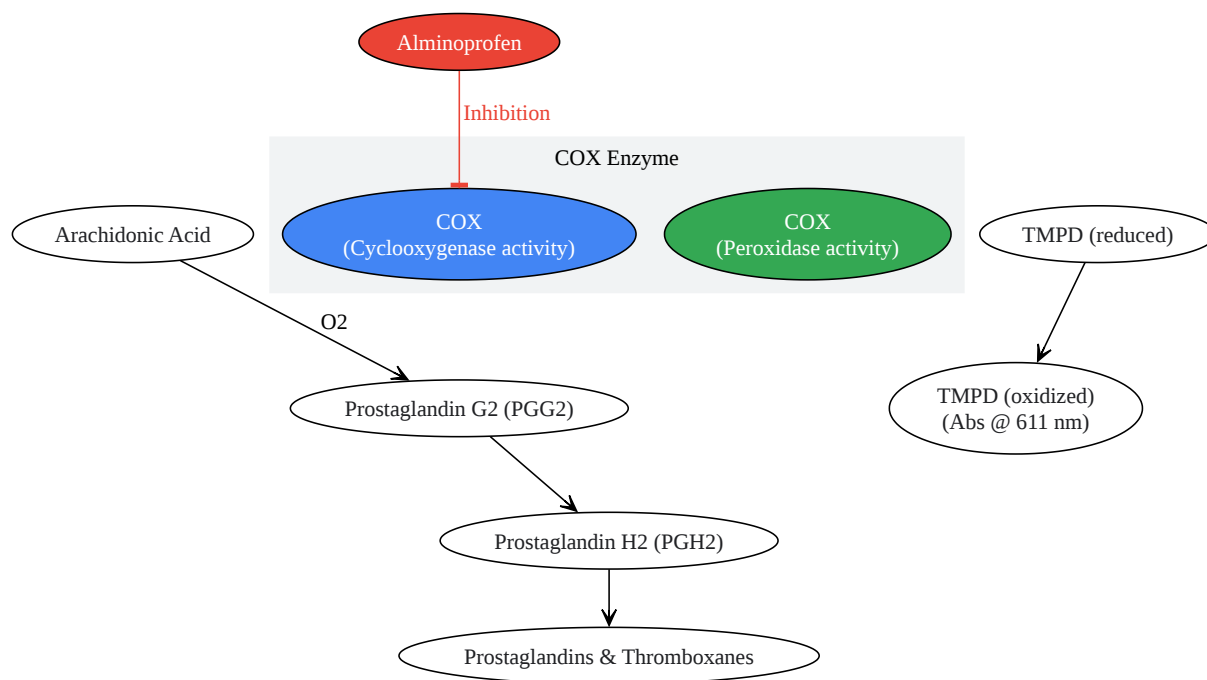 Alminoprofen
Inhibition
COX Enzyme
Arachidonic Acid
COX
(Cyclooxygenase activity)
COX
(Peroxidase activity)
TMPD (reduced)
O2
Prostaglandin G2 (PGG2)
TMPD (oxidized)
(Abs @ 611 nm)
Prostaglandin H2 (PGH2)
Prostaglandins & Thromboxanes